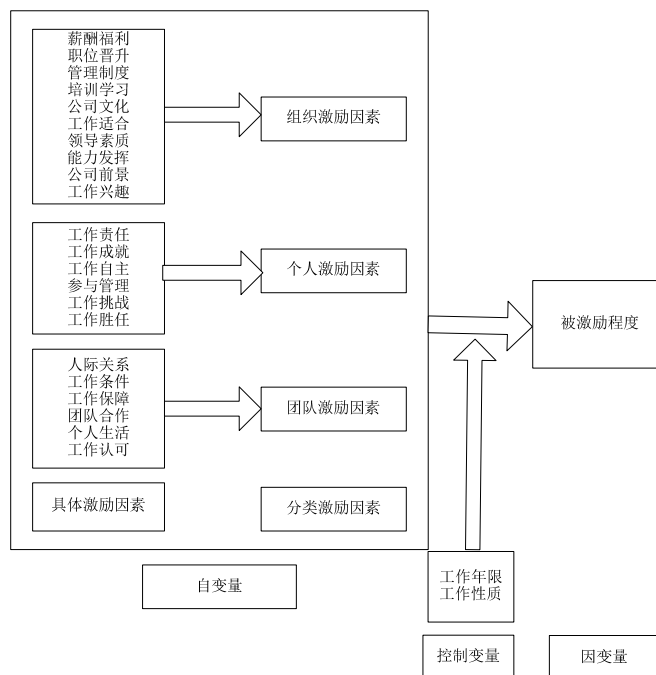 薪酬福利
职位晋升
管理制度
培训学习
公司文化
工作适合
领导素质
能力发挥
公司前景
工作兴趣
组织激励因素
工作责任
工作成就
工作自主
参与管理
工作挑战
工作胜任
个人激励因素
被激励程度
人际关系
工作条件
工作保障
团队合作
个人生活
工作认可
团队激励因素
具体激励因素
分类激励因素
自变量
工作年限
工作性质
控制变量
因变量